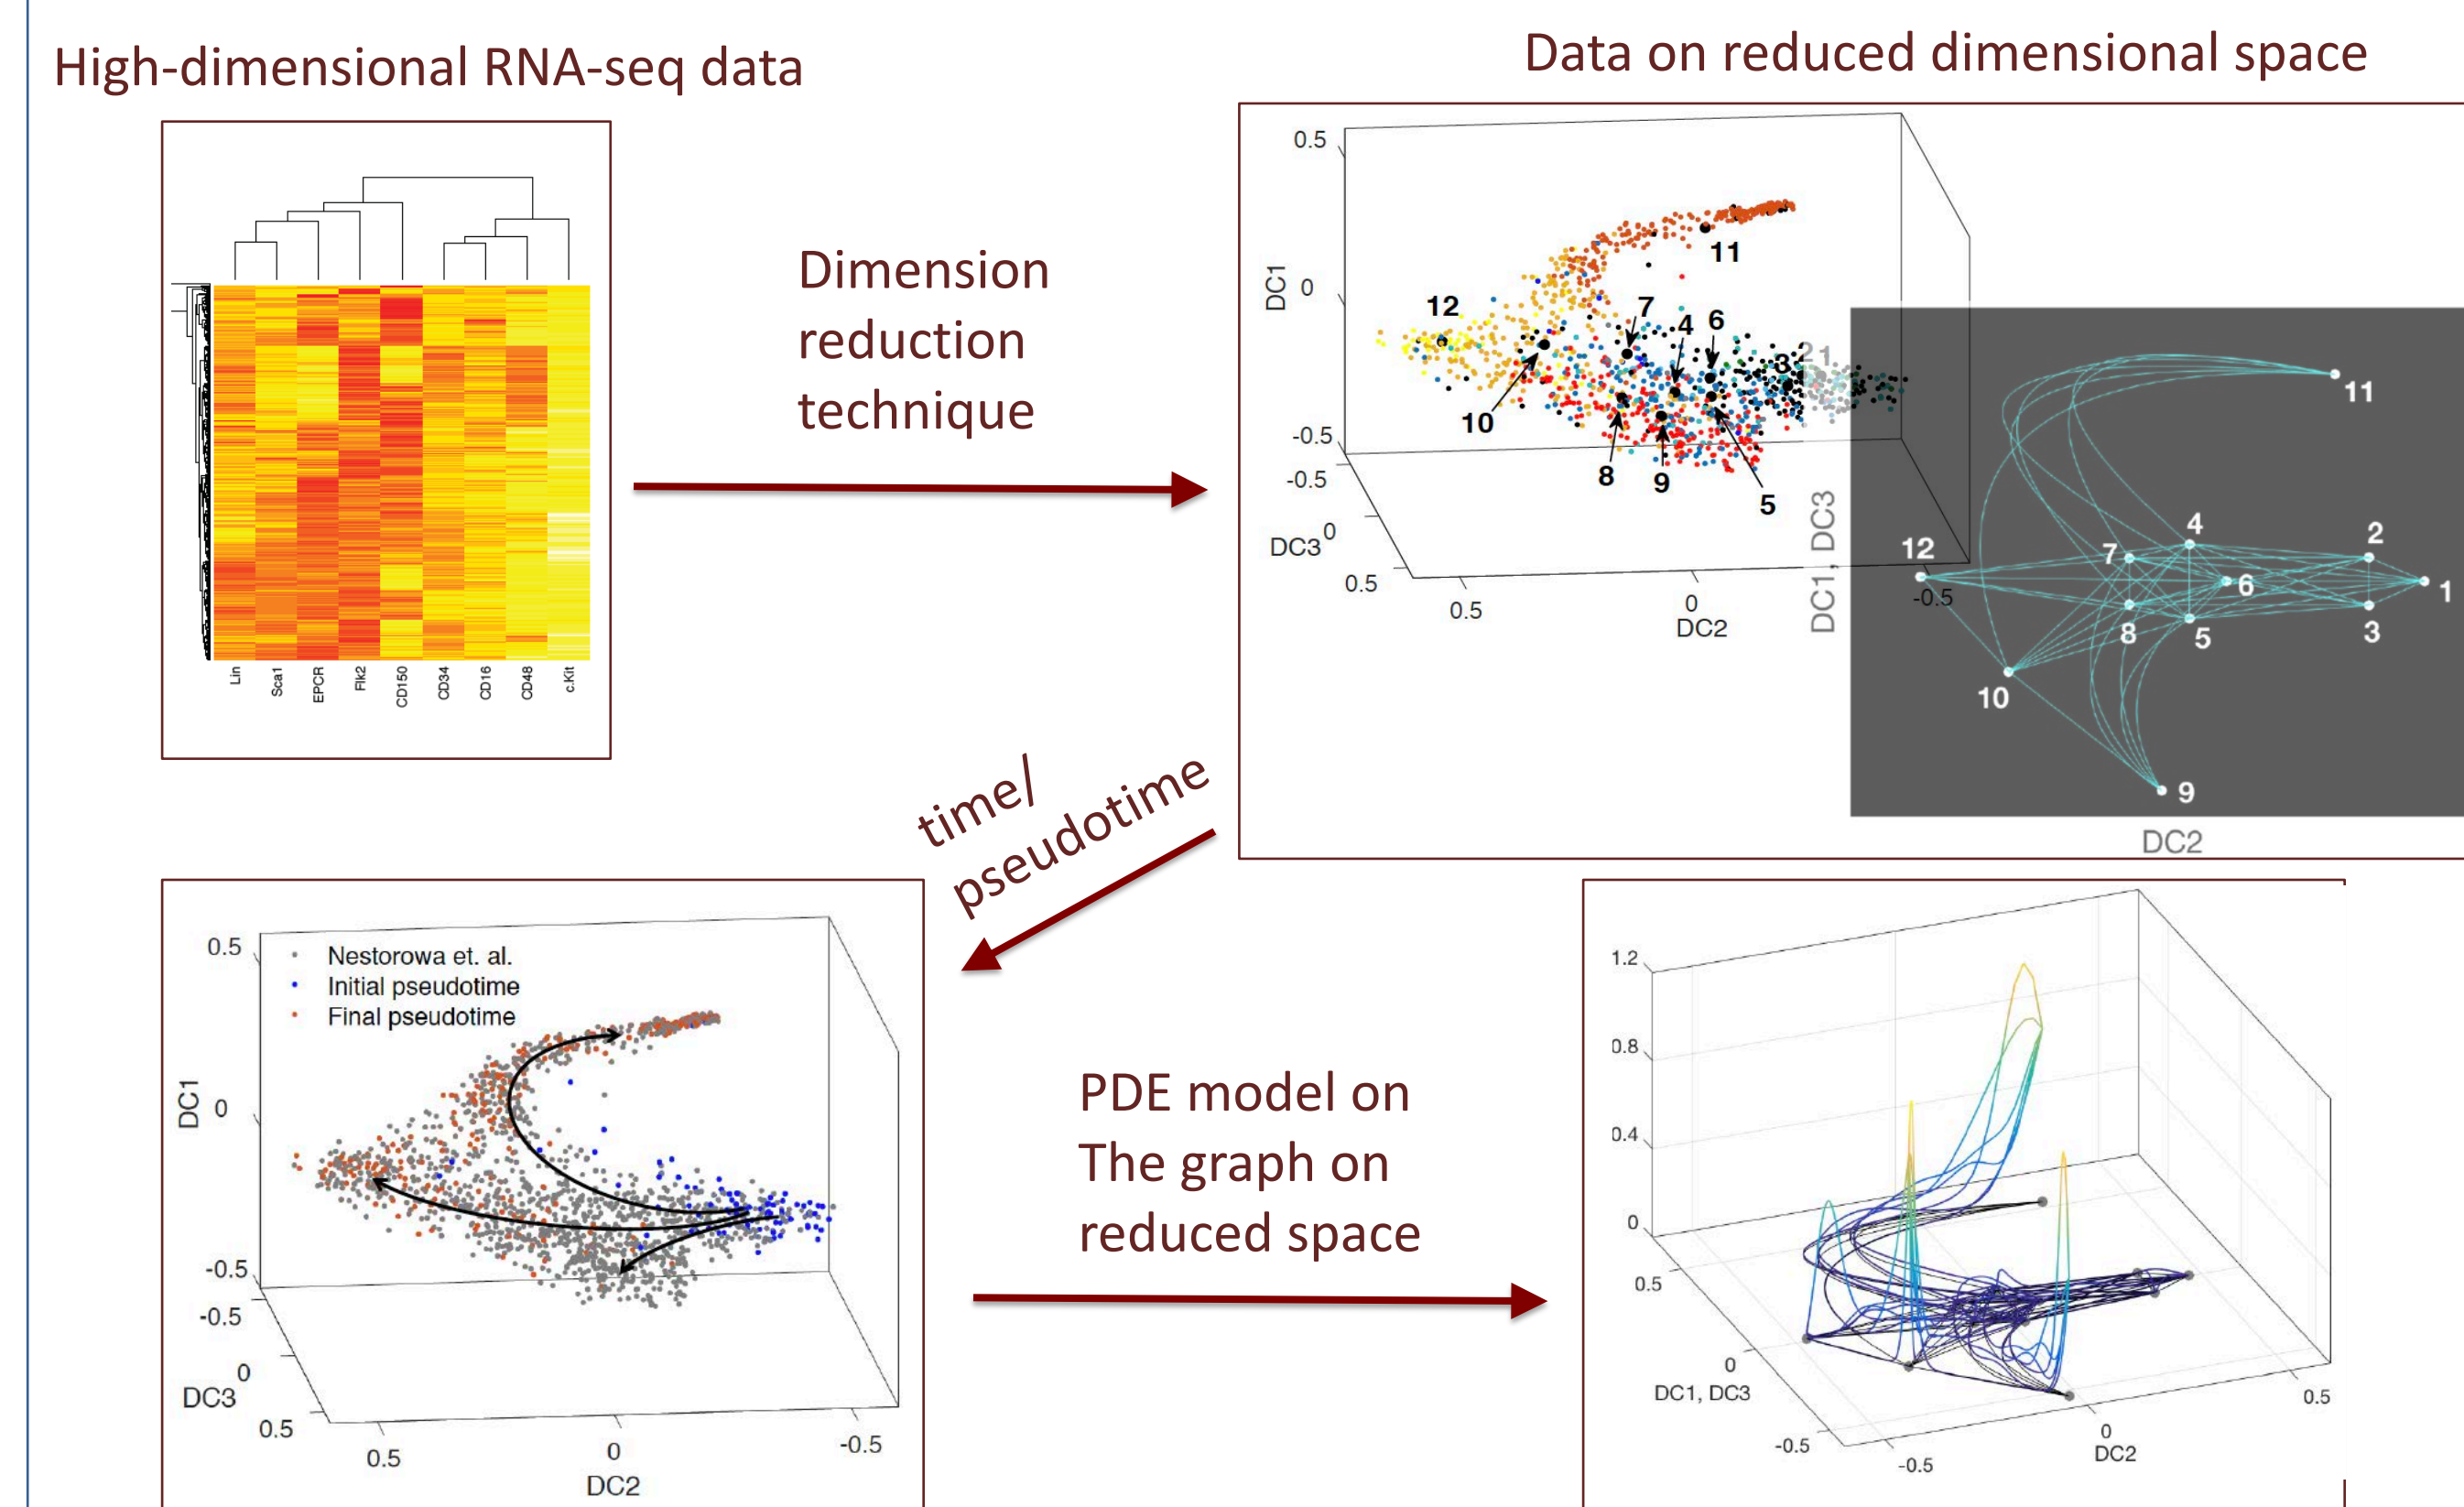 High-dimensional RNA-seq data
Data on reduced dimensional space
Lin
Sca1
EPCR
Flk2
CD150
CD34
CD16
CD48
c.Kit
Dimension
reduction
technique
0.5
DC1
0
-0.5
-0.5
DC3
0
0.5
0.5
0
-0.5
DC2
12
11
7
4
6
3
2
1
10
8
9
5
DC1, DC3
11
4
2
12
7
6
1
8
5
3
10
9
DC2
time/
pseudotime
0.5
DC1
0
-0.5
-0.5
0
DC3
0.5
0.5
0
-0.5
DC2
Nestorowa et. al.
Initial pseudotime
Final pseudotime
PDE model on
The graph on
reduced space
1.2
0.8
0.4
0
0.5
0
DC1, DC3
-0.5
-0.5
0
DC2
0.5